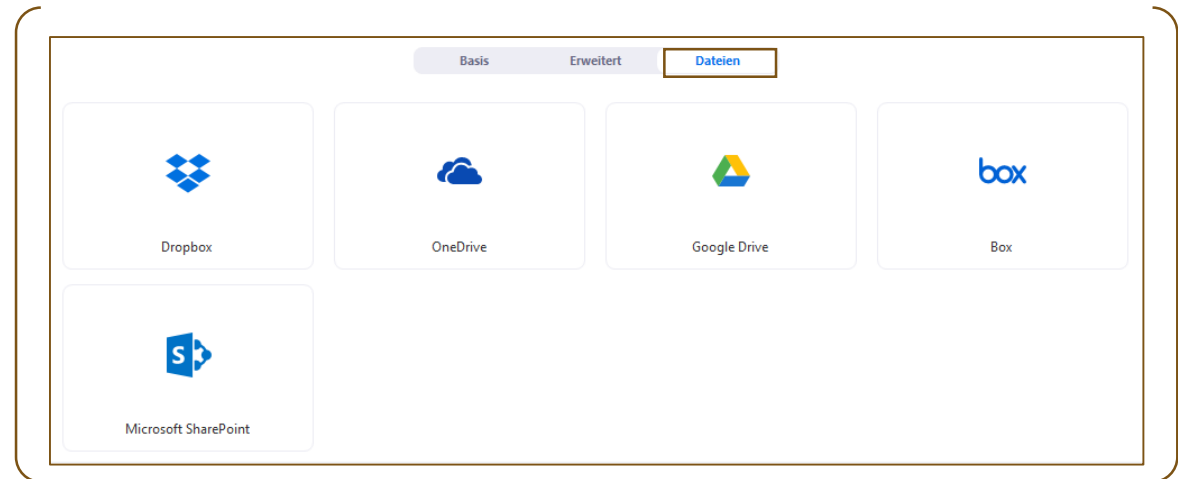 Basis Erweitert Dateien
box
Dropbox OneDrive Google Drive Box
S
Microsoft SharePoint